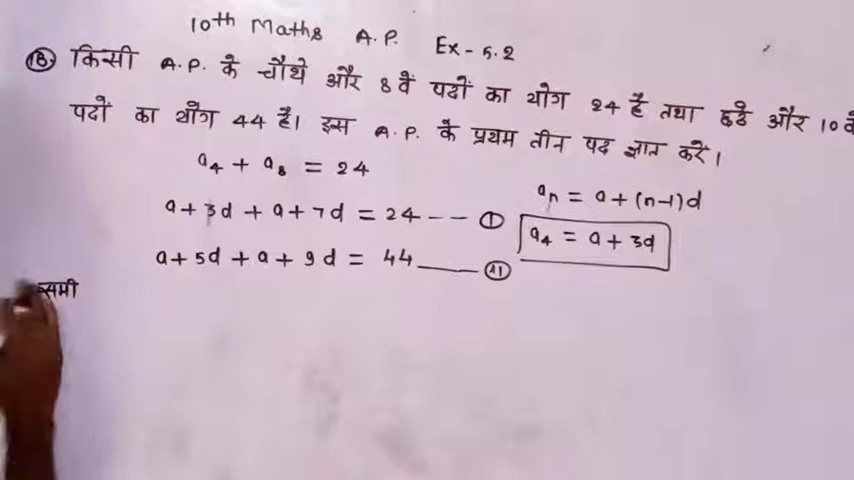 10th Maths A.P. Ex-5.2
(18) किसी A.P. के चौथे और 8 वें पदों का योग 24 है तथा छठे और 10 वें
पदों का योग 44 है। इस A.P. के प्रथम तीन पद ज्ञात करें।
a₄ + a₈ = 24
aₙ = a + (n-1)d
a + 3d + a + 7d = 24 -- (I)
a₄ = a + 3d
a + 5d + a + 9d = 44 — (II)
समी